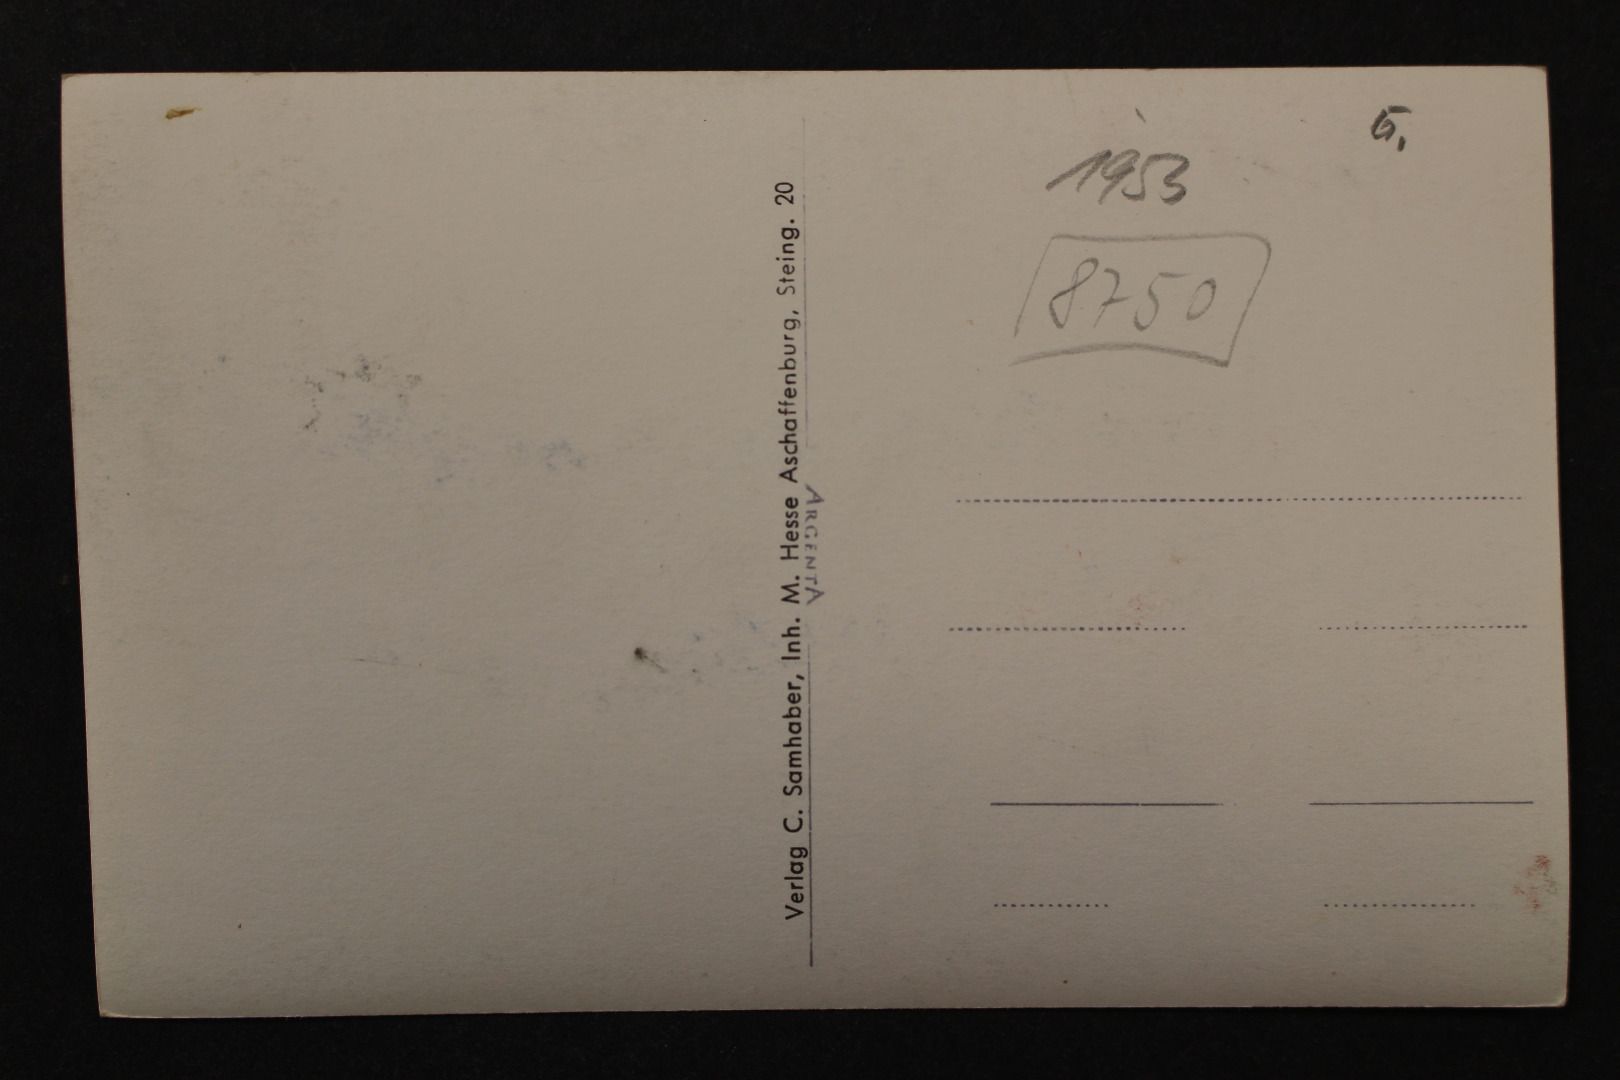 Verlag C. Samhaber, Inh. M. Hesse Aschaffenburg, Steing. 20
ARGENTA
1953
8750